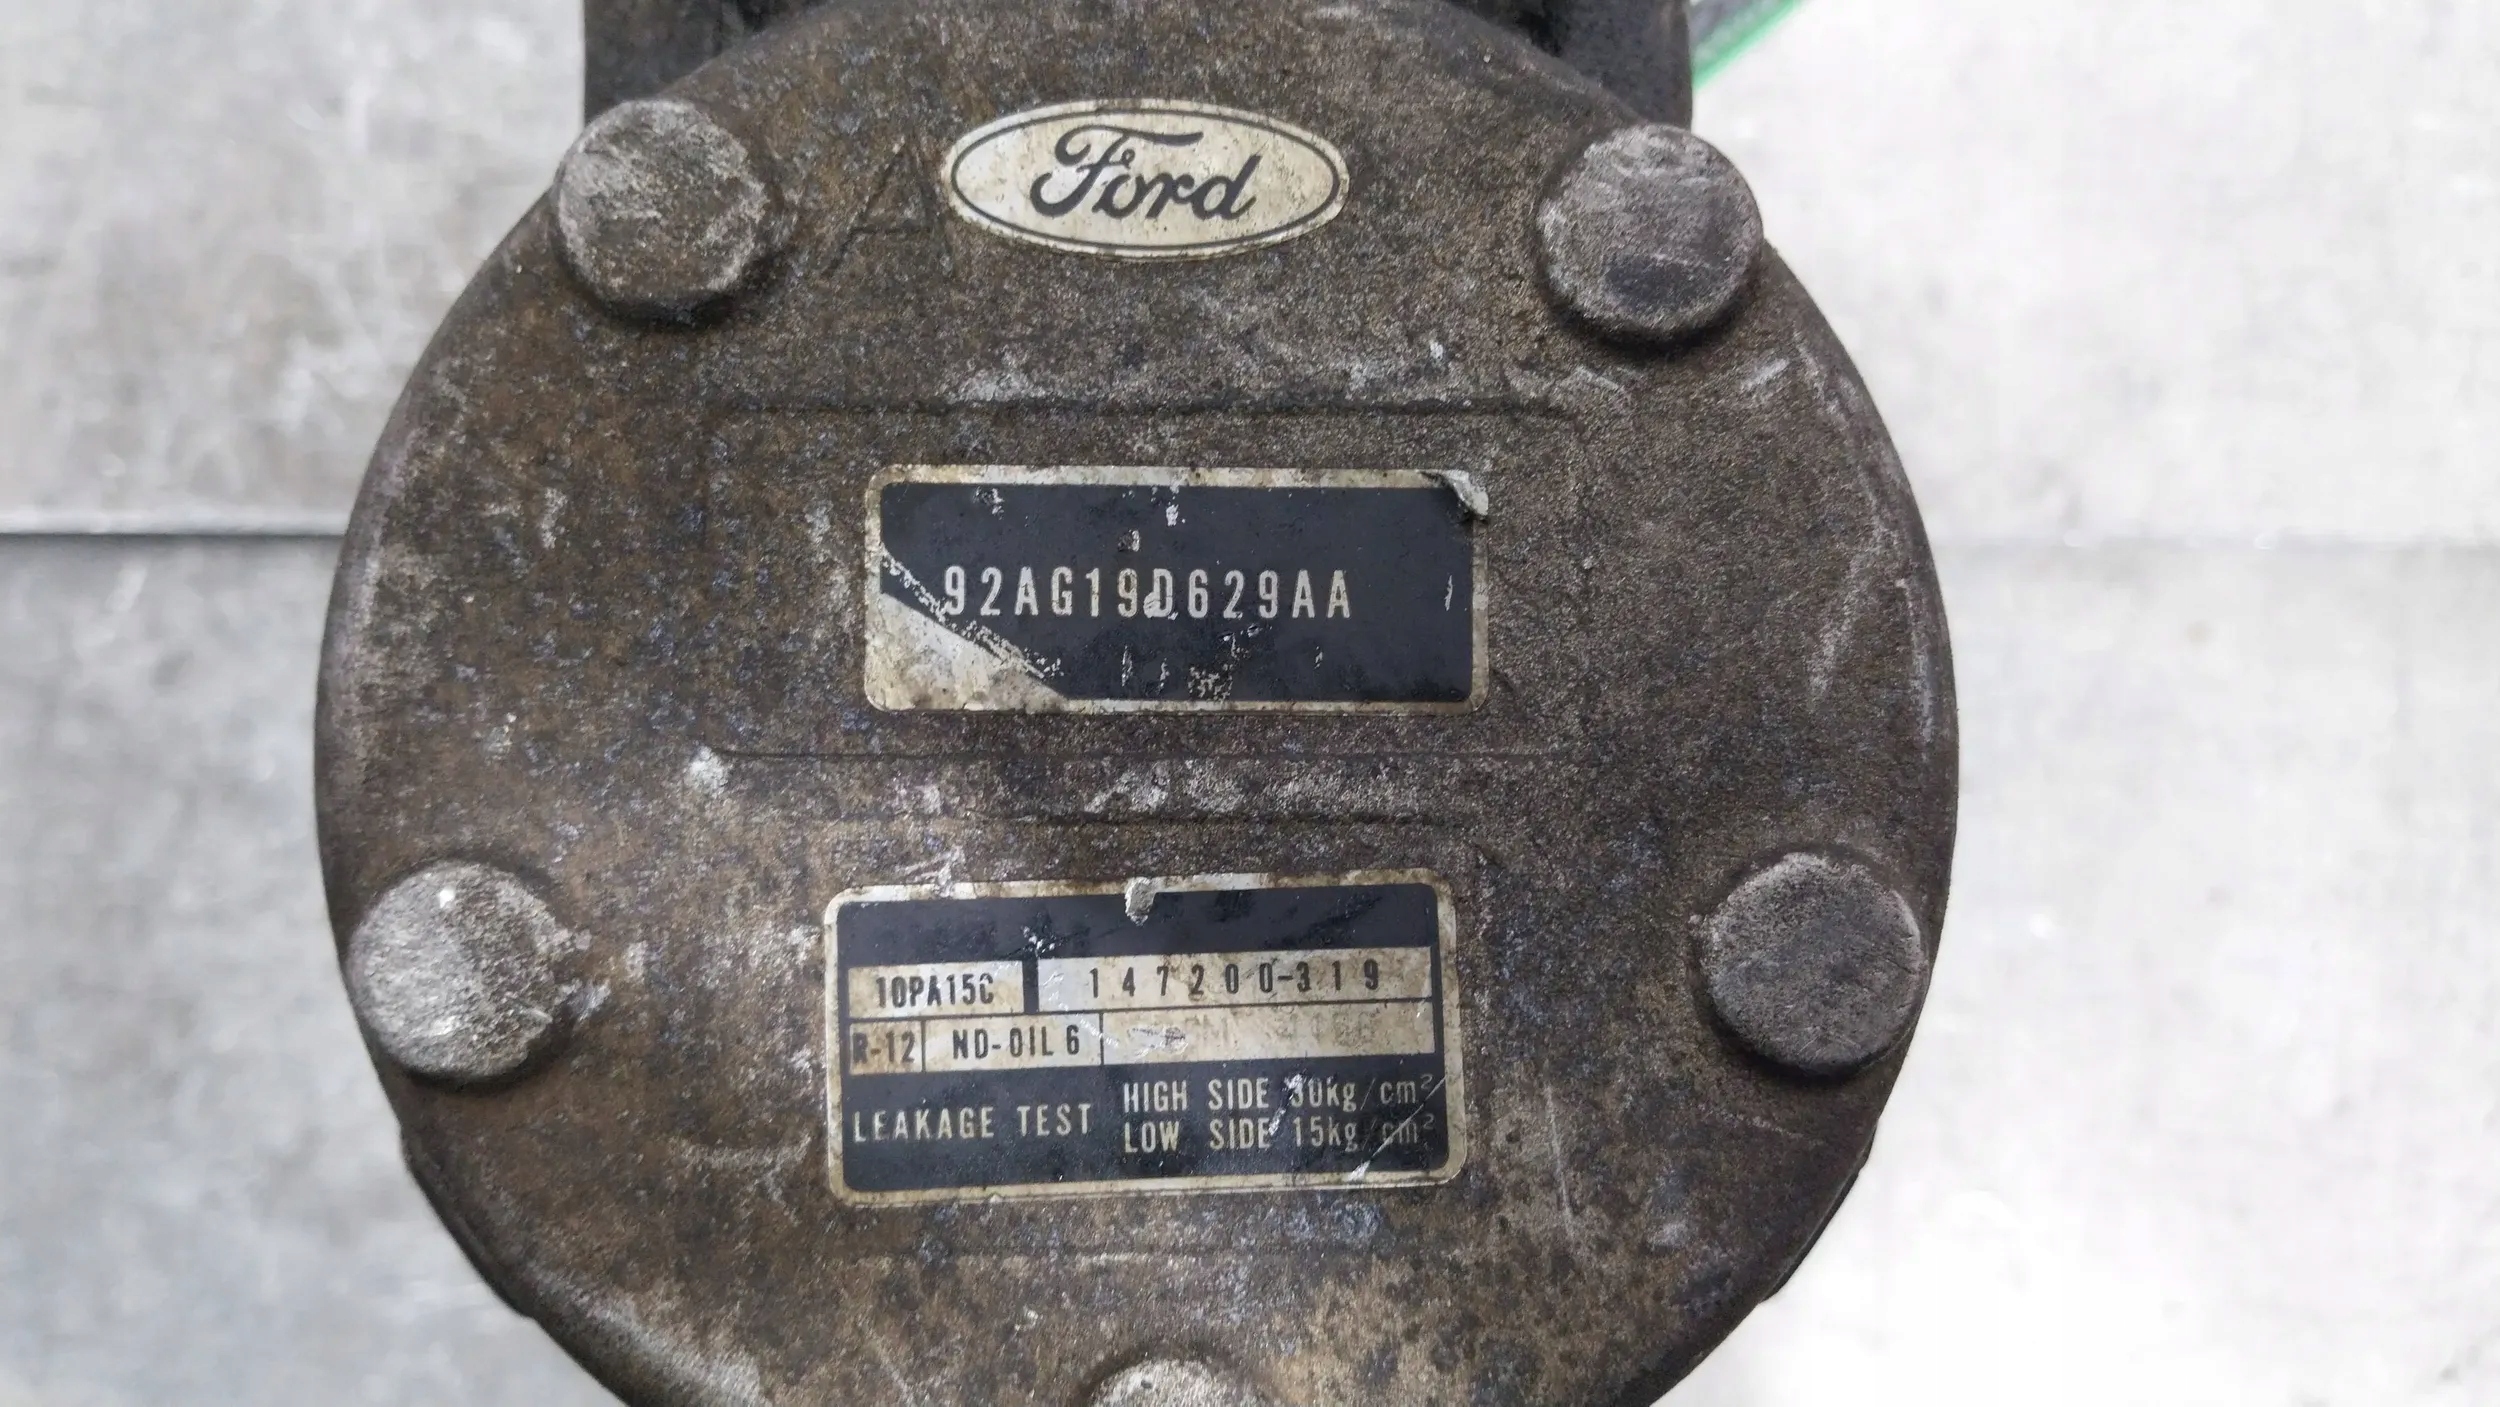 A
Ford
92AG19D629AA
10PA15C 147200-319
R-12 ND-OIL 6
LEAKAGE TEST
HIGH SIDE 30kg/cm²
LOW SIDE 15kg/cm²